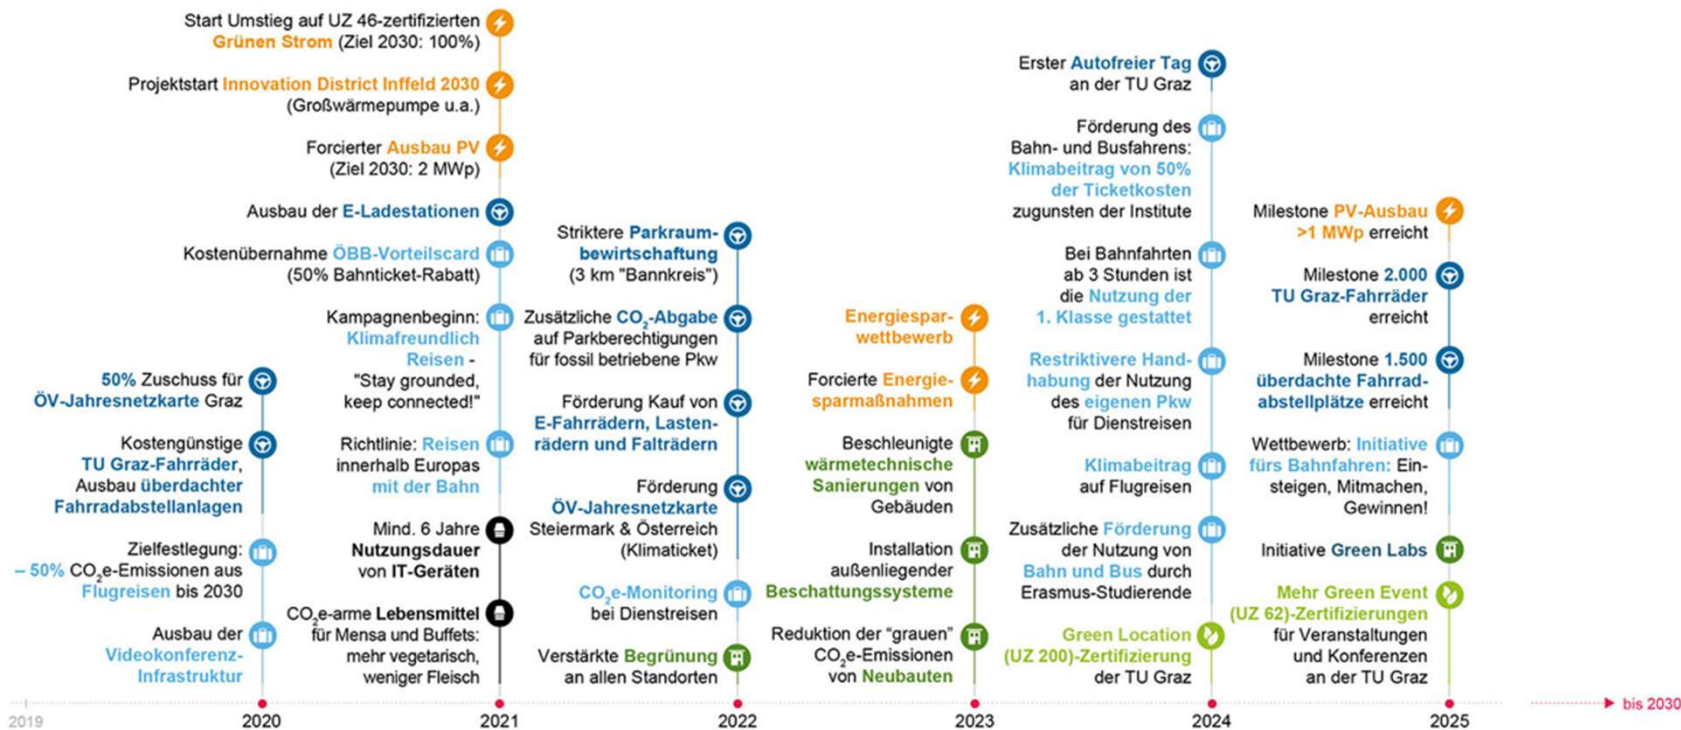 50% Zuschuss für
ÖV-Jahresnetzkarte Graz
Kostengünstige
TU Graz-Fahrräder,
Ausbau überdachter
Fahrradabstellanlagen
Zielfestlegung:
– 50% CO₂e-Emissionen aus
Flugreisen bis 2030
Ausbau der
Videokonferenz-
Infrastruktur
Start Umstieg auf UZ 46-zertifizierten
Grünen Strom (Ziel 2030: 100%)
Projektstart Innovation District Inffeld 2030
(Großwärmepumpe u.a.)
Forcierter Ausbau PV
(Ziel 2030: 2 MWp)
Ausbau der E-Ladestationen
Kostenübernahme ÖBB-Vorteilscard
(50% Bahnticket-Rabatt)
Kampagnenbeginn:
Klimafreundlich
Reisen -
"Stay grounded,
keep connected!"
Richtlinie: Reisen
innerhalb Europas
mit der Bahn
Mind. 6 Jahre
Nutzungsdauer
von IT-Geräten
CO₂e-arme Lebensmittel
für Mensa und Buffets:
mehr vegetarisch,
weniger Fleisch
Striktere Parkraum-
bewirtschaftung
(3 km "Bannkreis")
Zusätzliche CO₂-Abgabe
auf Parkberechtigungen
für fossil betriebene Pkw
Förderung Kauf von
E-Fahrrädern, Lasten-
rädern und Falträdern
Förderung
ÖV-Jahresnetzkarte
Steiermark & Österreich
(Klimaticket)
CO₂e-Monitoring
bei Dienstreisen
Verstärkte Begrünung
an allen Standorten
Energiespar-
wettbewerb
Forcierte Energie-
sparmaßnahmen
Beschleunigte
wärmetechnische
Sanierungen von
Gebäuden
Installation
außenliegender
Beschattungssysteme
Reduktion der “grauen”
CO₂e-Emissionen
von Neubauten
Erster Autofreier Tag
an der TU Graz
Förderung des
Bahn- und Busfahrens:
Klimabeitrag von 50%
der Ticketkosten
zugunsten der Institute
Bei Bahnfahrten
ab 3 Stunden ist
die Nutzung der
1. Klasse gestattet
Restriktivere Hand-
habung der Nutzung
des eigenen Pkw
für Dienstreisen
Klimabeitrag
auf Flugreisen
Zusätzliche Förderung
der Nutzung von
Bahn und Bus durch
Erasmus-Studierende
Green Location
(UZ 200)-Zertifizierung
der TU Graz
Milestone PV-Ausbau
>1 MWp erreicht
Milestone 2.000
TU Graz-Fahrräder
erreicht
Milestone 1.500
überdachte Fahrrad-
abstellplätze erreicht
Wettbewerb: Initiative
fürs Bahnfahren: Ein-
steigen, Mitmachen,
Gewinnen!
Initiative Green Labs
Mehr Green Event
(UZ 62)-Zertifizierungen
für Veranstaltungen
und Konferenzen
an der TU Graz
2019 2020 2021 2022 2023 2024 2025 bis 2030